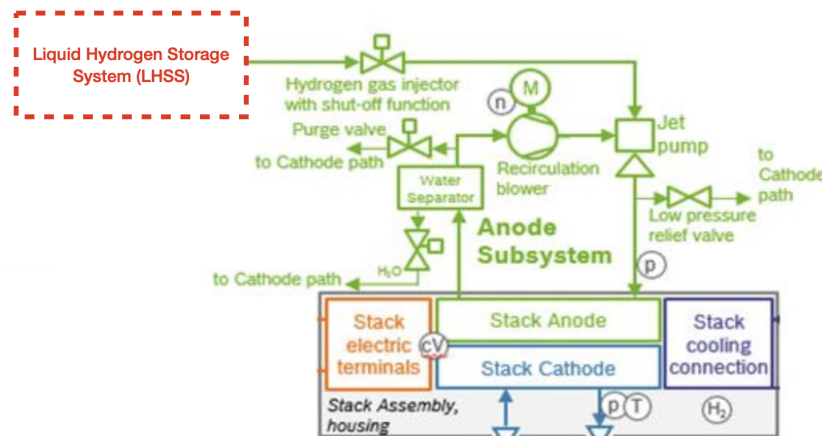 Liquid Hydrogen Storage
System (LHSS)
Hydrogen gas injector
with shut-off function
M
n
Purge valve
to Cathode path
Recirculation
blower
Jet
pump
to
Cathode
path
Water
Separator
Low pressure
relief valve
Anode
Subsystem
H₂O
to Cathode path
p
Stack
electric
terminals
cV
Stack Anode
Stack Cathode
Stack
cooling
connection
Stack Assembly,
housing
p
T
H₂